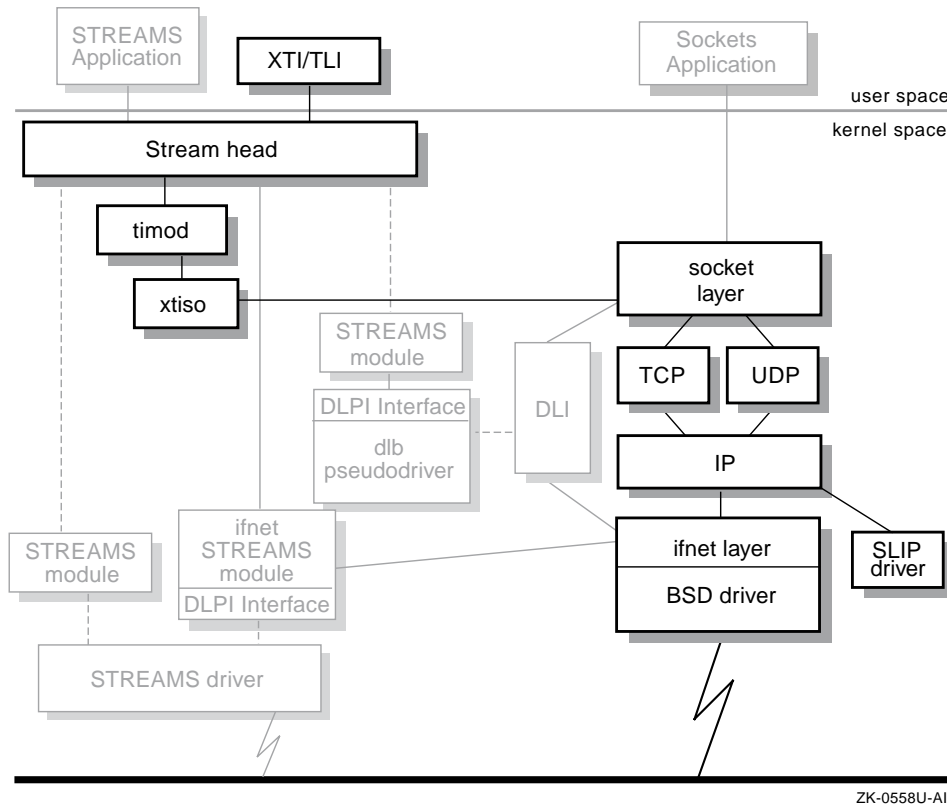 STREAMS
Application
XTI/TLI
Sockets
Application
user space
kernel space
Stream head
timod
socket
layer
xtiso
STREAMS
module
TCP
UDP
DLI
DLPI Interface
dlb
pseudodriver
IP
ifnet
STREAMS
module
DLPI Interface
STREAMS
module
ifnet layer
BSD driver
SLIP
driver
STREAMS driver
ZK-0558U-AI